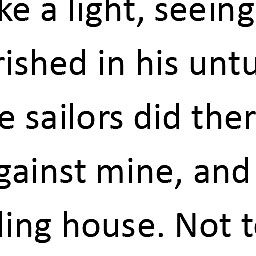 ke a light, seeing
rished in his untu
e sailors did ther
gainst mine, and
ling house. Not t